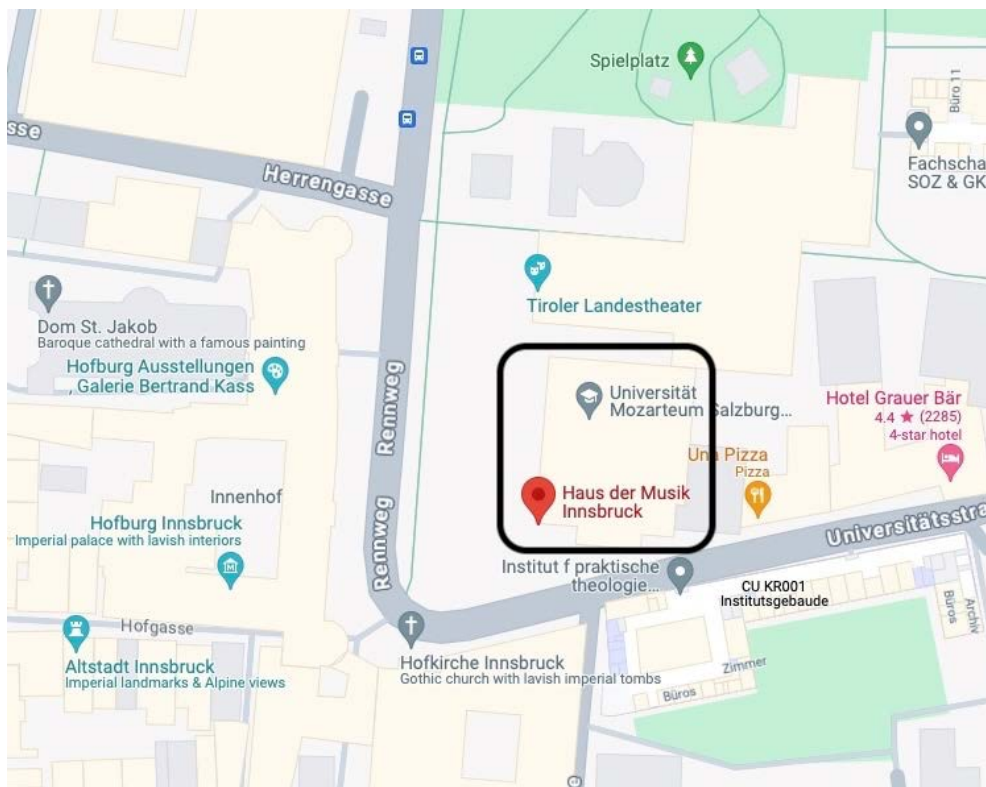 Spielplatz
Büro 11
sse
Herrengasse
Fachscha
SOZ & GK
Tiroler Landestheater
Dom St. Jakob
Baroque cathedral with a famous painting
Hofburg Ausstellungen
, Galerie Bertrand Kass
Rennweg
Universität
Mozarteum Salzburg...
Hotel Grauer Bär
4.4 ★ (2285)
4-star hotel
Una Pizza
Pizza
Haus der Musik
Innsbruck
Innenhof
Hofburg Innsbruck
Imperial palace with lavish interiors
Rennweg
Universitätsstra
Institut f praktische
theologie...
CU KR001
Institutsgebaude
Büros
Archiv
Hofgasse
Altstadt Innsbruck
Imperial landmarks & Alpine views
Hofkirche Innsbruck
Gothic church with lavish imperial tombs
Zimmer
Büros